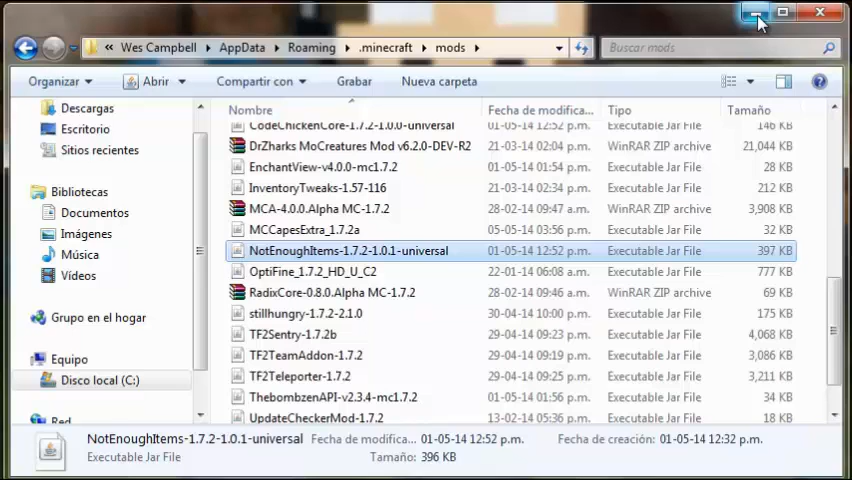 « Wes Campbell ▸ AppData ▸ Roaming ▸ .minecraft ▸ mods ▸ Buscar mods
Organizar Abrir Compartir con Grabar Nueva carpeta
Descargas
Escritorio
Sitios recientes
Bibliotecas
Documentos
Imágenes
Música
Vídeos
Grupo en el hogar
Equipo
Disco local (C:)
Red
Nombre Fecha de modifica... Tipo Tamaño
CodeChickenCore-1.7.2-1.0.0-universal 01-05-14 12:52 p.m. Executable Jar File 146 KB
DrZharks MoCreatures Mod v6.2.0-DEV-R2 21-03-14 02:04 p.m. WinRAR ZIP archive 21,044 KB
EnchantView-v4.0.0-mc1.7.2 01-05-14 01:54 p.m. Executable Jar File 28 KB
InventoryTweaks-1.57-116 21-03-14 02:34 p.m. Executable Jar File 212 KB
MCA-4.0.0.Alpha MC-1.7.2 28-02-14 09:47 a.m. WinRAR ZIP archive 3,908 KB
MCCapesExtra_1.7.2a 05-05-14 03:56 p.m. Executable Jar File 32 KB
NotEnoughItems-1.7.2-1.0.1-universal 01-05-14 12:52 p.m. Executable Jar File 397 KB
OptiFine_1.7.2_HD_U_C2 22-01-14 06:08 a.m. Executable Jar File 777 KB
RadixCore-0.8.0.Alpha MC-1.7.2 28-02-14 09:46 a.m. WinRAR ZIP archive 69 KB
stillhungry-1.7.2-2.1.0 30-04-14 10:00 p.m. Executable Jar File 175 KB
TF2Sentry-1.7.2b 29-04-14 09:23 p.m. Executable Jar File 4,068 KB
TF2TeamAddon-1.7.2 29-04-14 09:19 p.m. Executable Jar File 3,086 KB
TF2Teleporter-1.7.2 29-04-14 09:23 p.m. Executable Jar File 3,211 KB
ThebombzenAPI-v2.3.4-mc1.7.2 01-05-14 01:56 p.m. Executable Jar File 34 KB
UpdateCheckerMod-1.7.2 13-02-14 05:36 p.m. Executable Jar File 18 KB
NotEnoughItems-1.7.2-1.0.1-universal Fecha de modifica... 01-05-14 12:52 p.m. Fecha de creación: 01-05-14 12:32 p.m.
Executable Jar File Tamaño: 396 KB